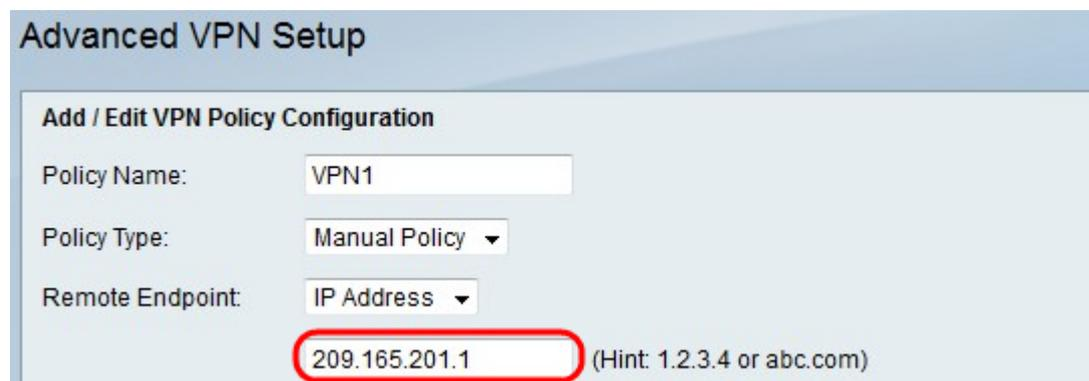 Advanced VPN Setup
Add / Edit VPN Policy Configuration
Policy Name: VPN1
Policy Type: Manual Policy
Remote Endpoint: IP Address
209.165.201.1 (Hint: 1.2.3.4 or abc.com)